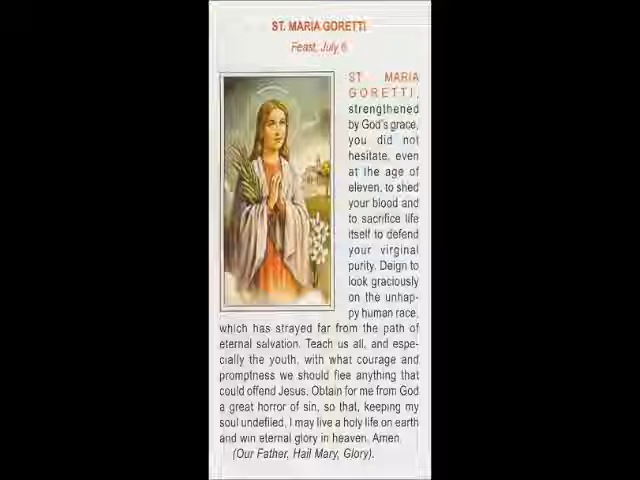 ST. MARIA GORETTI
Feast, July 6
ST. MARIA
GORETTI,
strengthened
by God's grace,
you did not
hesitate, even
at the age of
eleven, to shed
your blood and
to sacrifice life
itself to defend
your virginal
purity. Deign to
look graciously
on the unhap-
py human race,
which has strayed far from the path of
eternal salvation. Teach us all, and espe-
cially the youth, with what courage and
promptness we should flee anything that
could offend Jesus. Obtain for me from God
a great horror of sin, so that, keeping my
soul undefiled, I may live a holy life on earth
and win eternal glory in heaven. Amen.
(Our Father, Hail Mary, Glory).